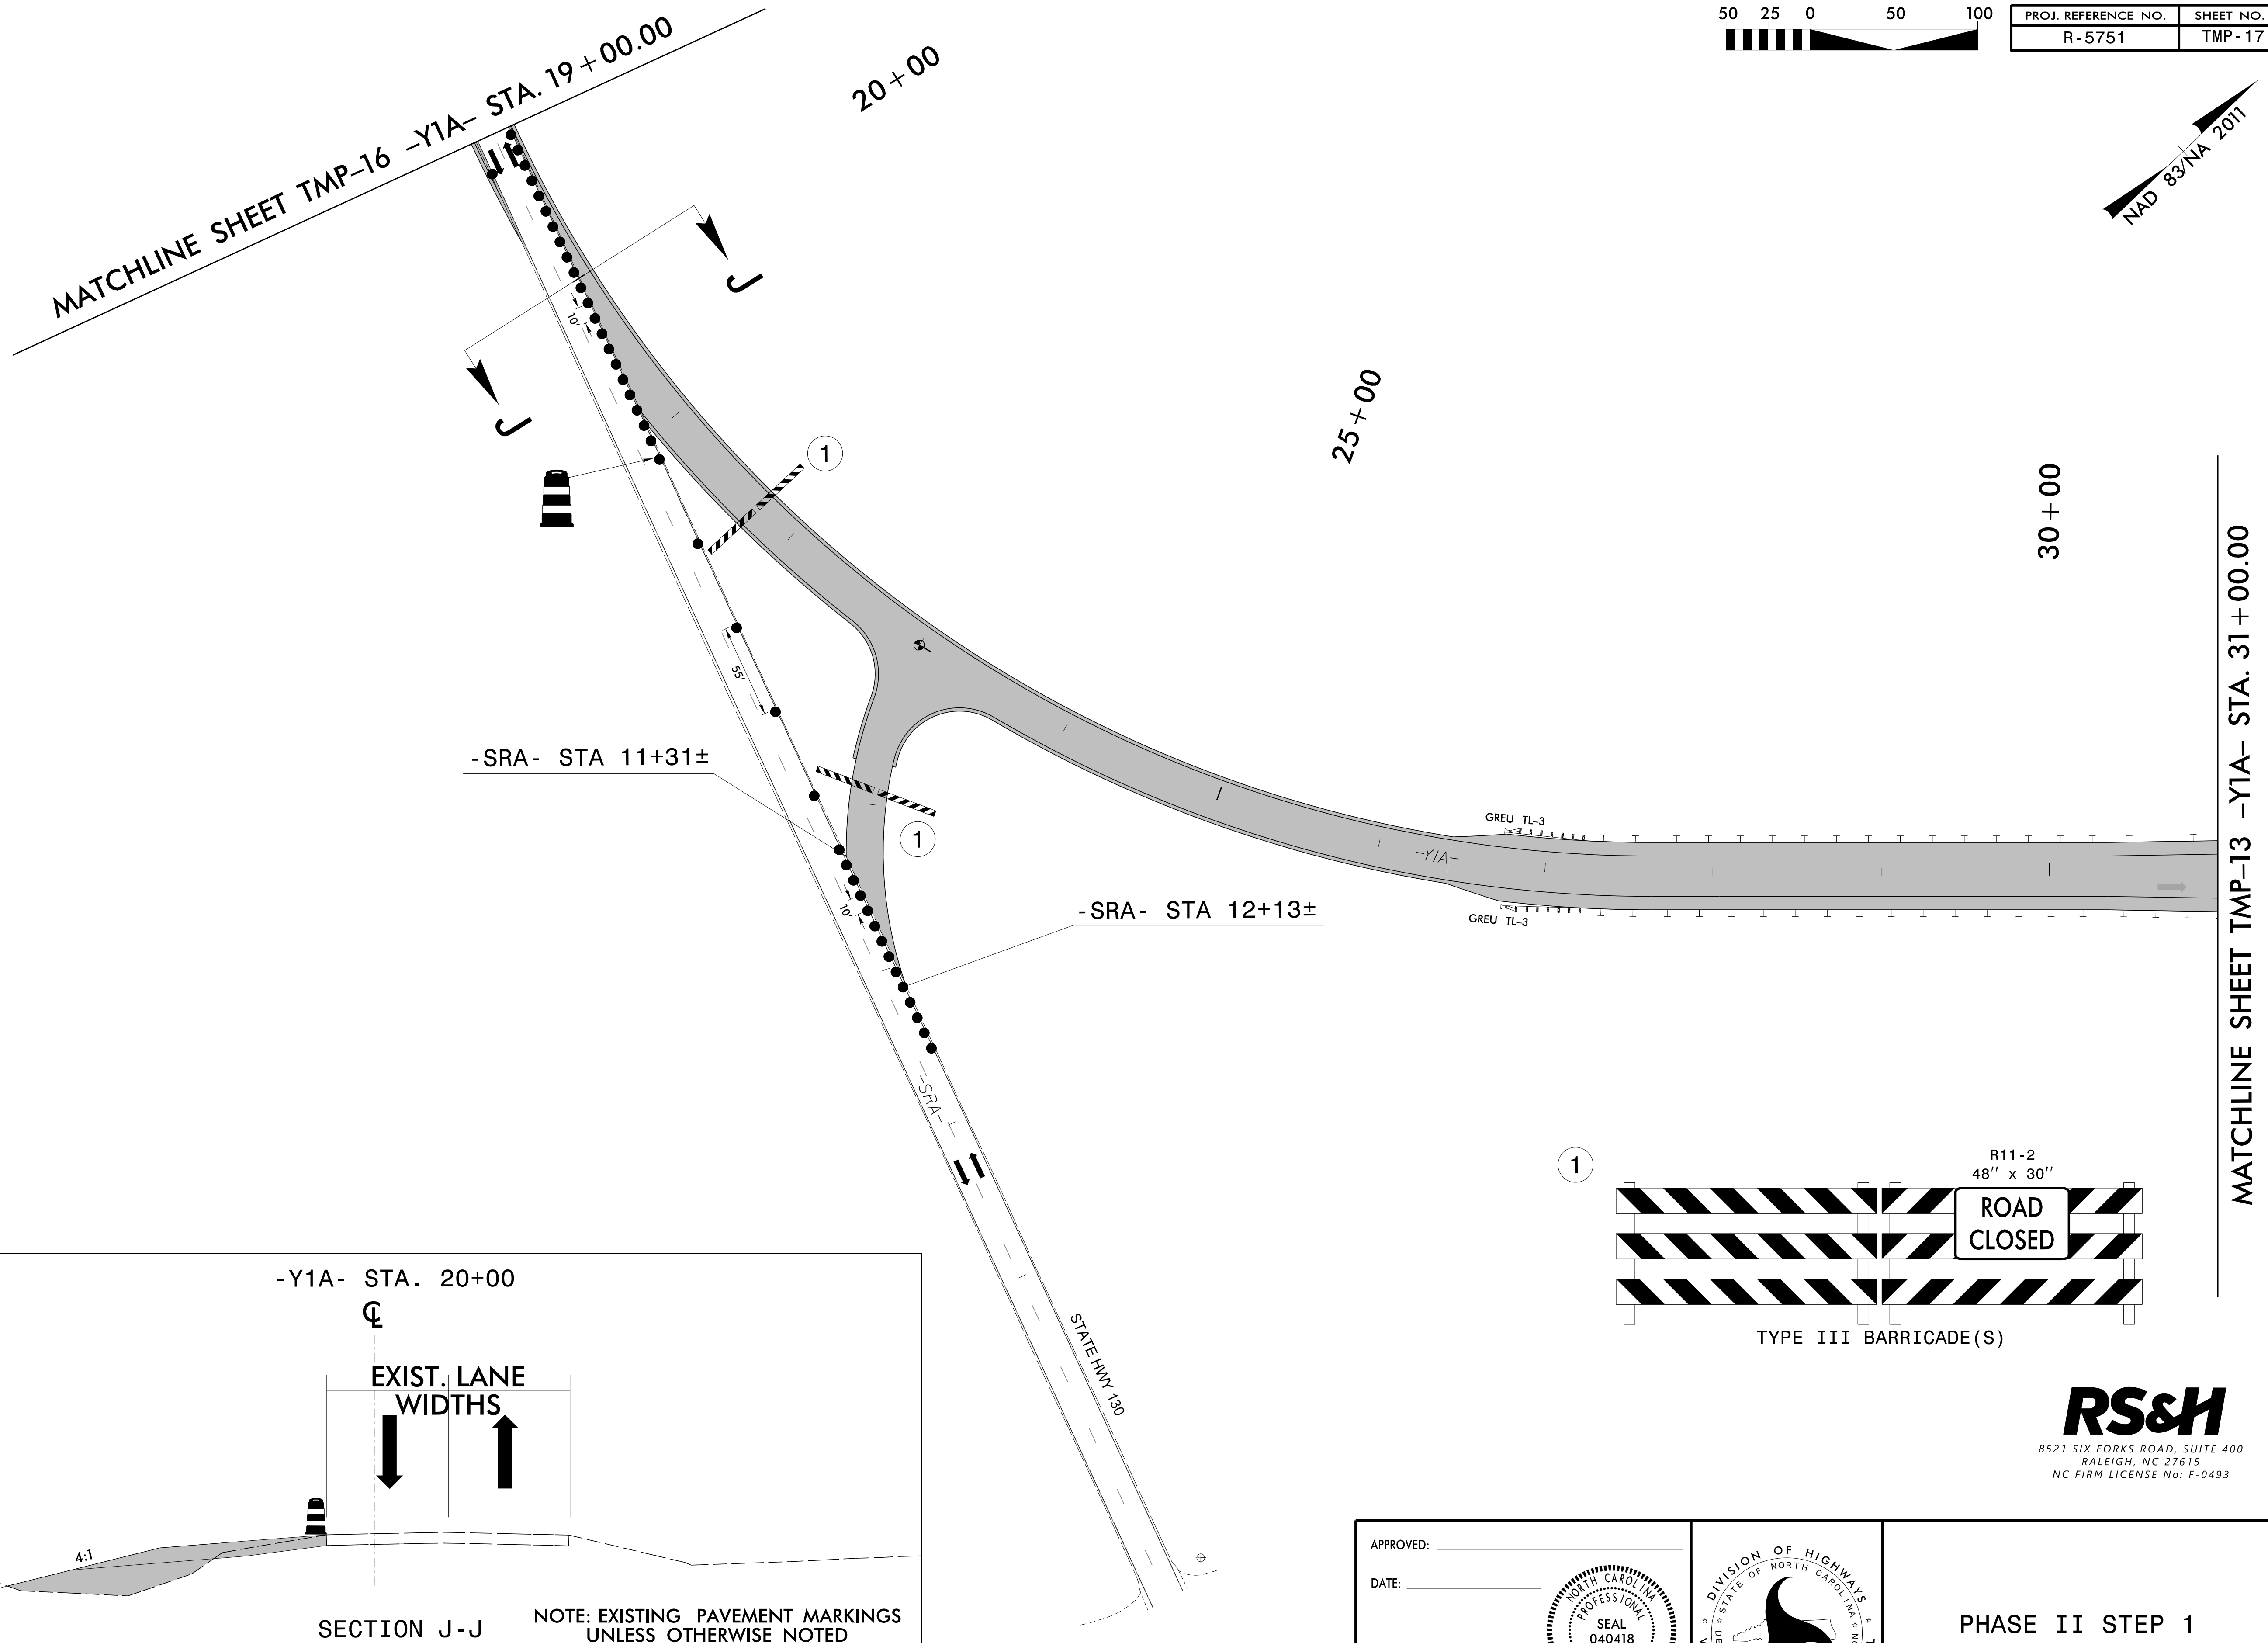 50 25 0 50 100
PROJ. REFERENCE NO.
SHEET NO.
R-5751
TMP-17
NAD 83/NA 2011
MATCHLINE SHEET TMP-16 -Y1A- STA. 19+00.00
20+00
J
J
10'
1
25+00
30+00
MATCHLINE SHEET TMP-13 -Y1A- STA. 31+00.00
55'
-SRA- STA 11+31±
1
10'
-SRA- STA 12+13±
GREU TL-3
-Y1A-
GREU TL-3
-SRA-
STATE HWY 130
1
R11-2
48" x 30"
ROAD
CLOSED
TYPE III BARRICADE(S)
RS&H
8521 SIX FORKS ROAD, SUITE 400
RALEIGH, NC 27615
NC FIRM LICENSE No: F-0493
-Y1A- STA. 20+00
CL
EXIST. LANE
WIDTHS
4:1
SECTION J-J
NOTE: EXISTING PAVEMENT MARKINGS
UNLESS OTHERWISE NOTED
APPROVED:
DATE:
NORTH CAROLINA
PROFESSIONAL
SEAL
040418
DIVISION OF HIGHWAYS
STATE OF NORTH CAROLINA
PHASE II STEP 1